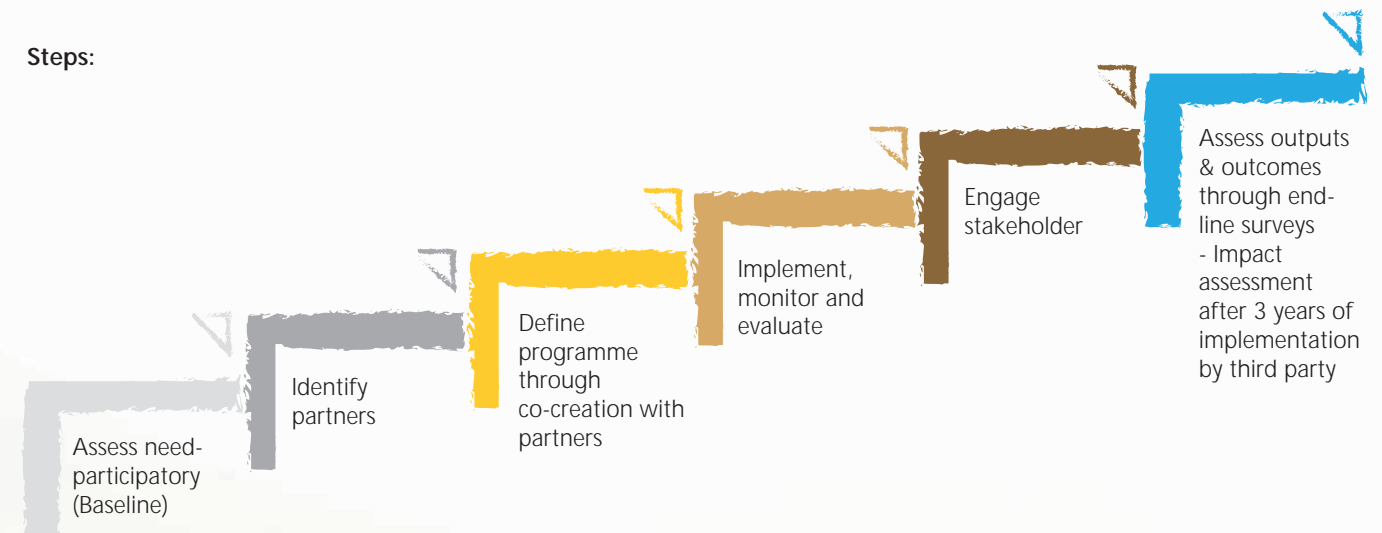 Steps:
Assess need-
participatory
(Baseline)
Identify
partners
Define
programme
through
co-creation with
partners
Implement,
monitor and
evaluate
Engage
stakeholder
Assess outputs
& outcomes
through end-
line surveys
- Impact
assessment
after 3 years of
implementation
by third party